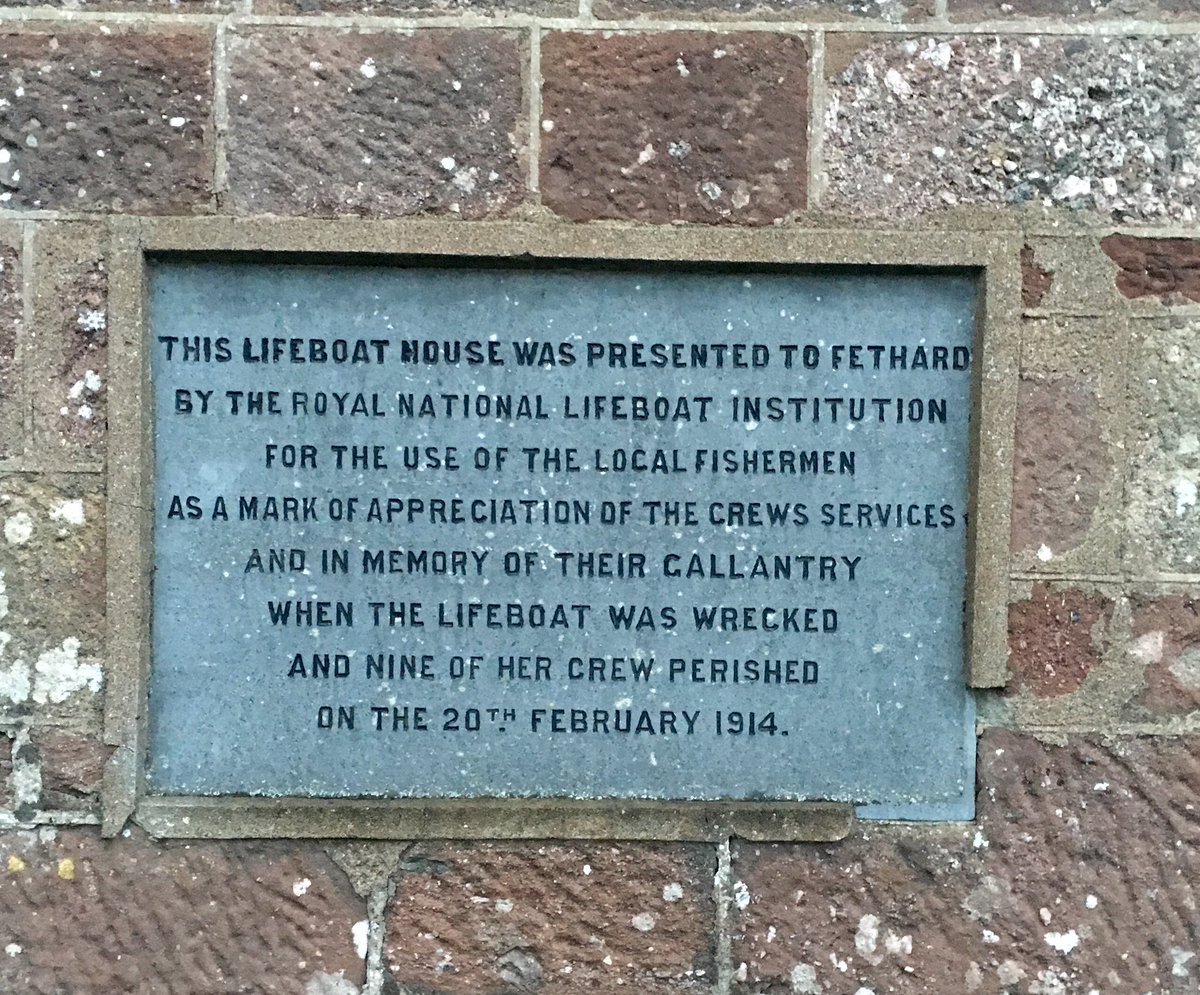 THIS LIFEBOAT HOUSE WAS PRESENTED TO FETHARD
BY THE ROYAL NATIONAL LIFEBOAT INSTITUTION
FOR THE USE OF THE LOCAL FISHERMEN
AS A MARK OF APPRECIATION OF THE CREWS SERVICES
AND IN MEMORY OF THEIR GALLANTRY
WHEN THE LIFEBOAT WAS WRECKED
AND NINE OF HER CREW PERISHED
ON THE 20TH. FEBRUARY 1914.